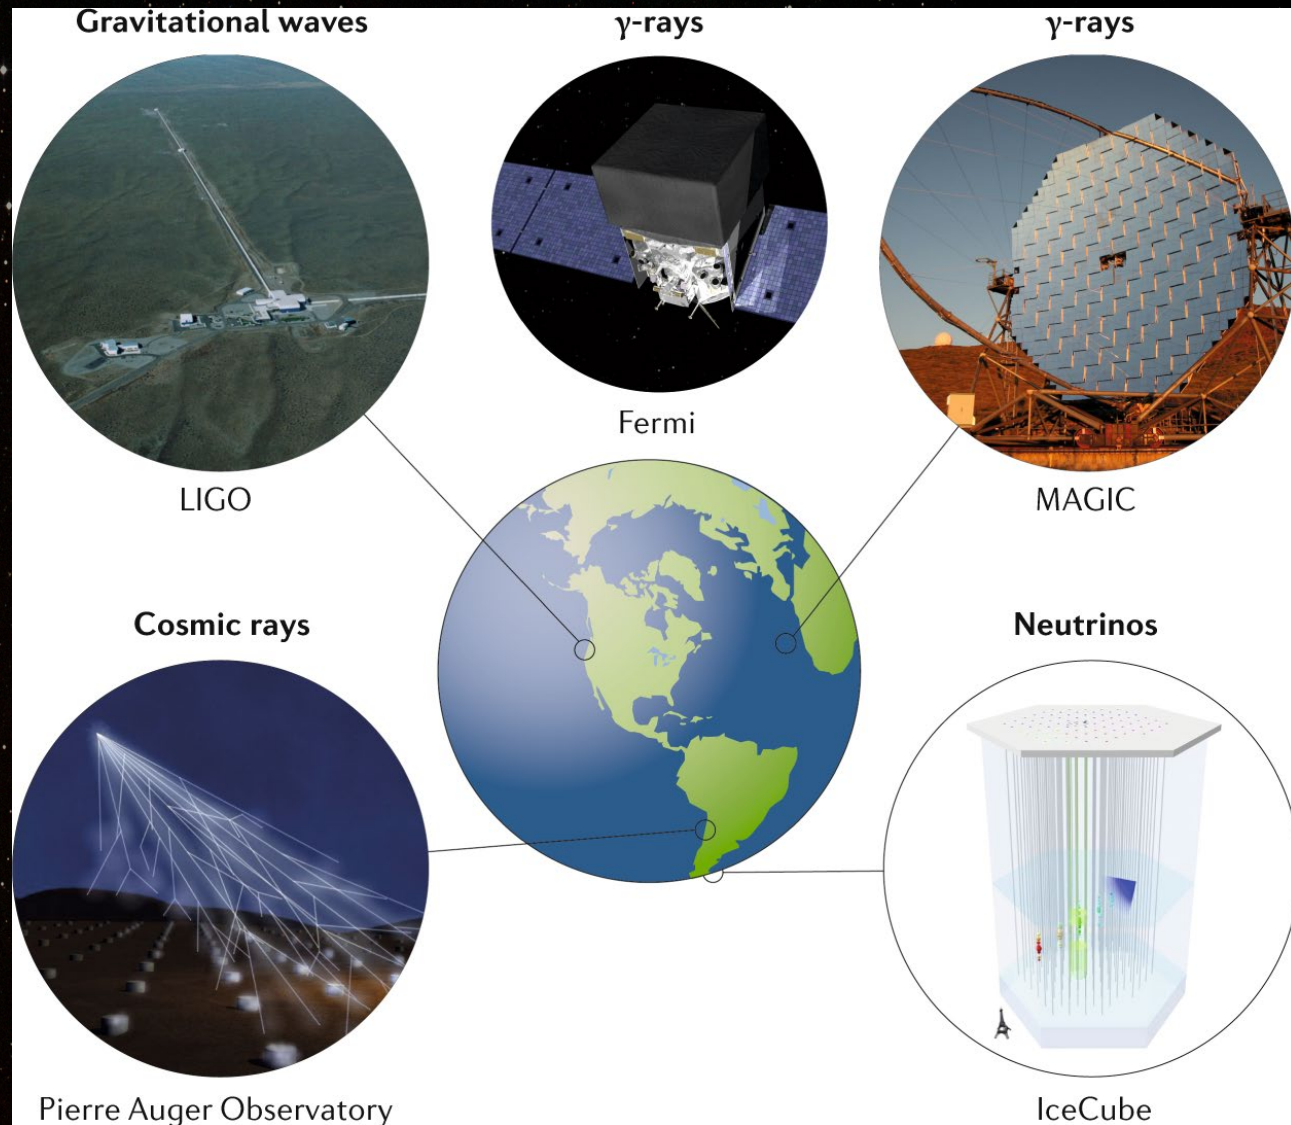 Gravitational waves
γ-rays
γ-rays
LIGO
Fermi
MAGIC
Cosmic rays
Neutrinos
Pierre Auger Observatory
IceCube